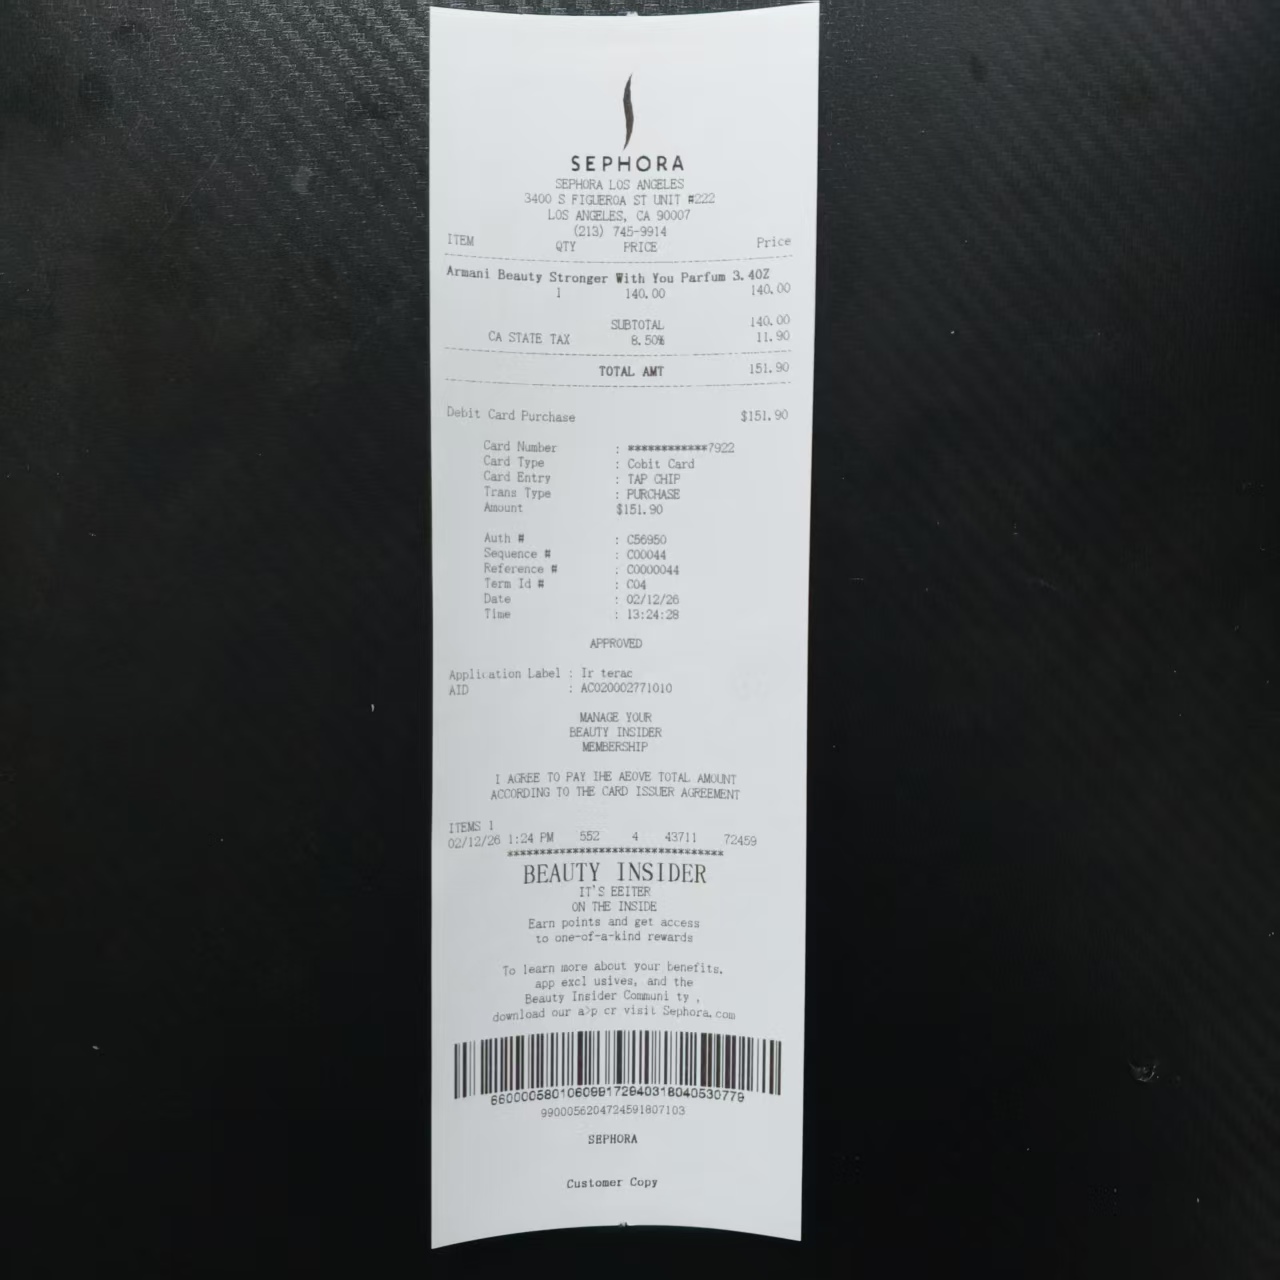 SEPHORA
SEPHORA LOS ANGELES
3400 S FIGUEROA ST UNIT #222
LOS ANGELES, CA 90007
(213) 745-9914
ITEM QTY PRICE Price
Armani Beauty Stronger With You Parfum 3.40Z
1 140.00 140.00
SUBTOTAL 140.00
CA STATE TAX 8.50% 11.90
TOTAL AMT 151.90
Debit Card Purchase $151.90
Card Number : ************7922
Card Type : Cobit Card
Card Entry : TAP CHIP
Trans Type : PURCHASE
Amount $151.90
Auth # : C56950
Sequence # : C00044
Reference # : C0000044
Term Id # : C04
Date : 02/12/26
Time : 13:24:28
APPROVED
Application Label : Ir terac
AID : AC020002771010
MANAGE YOUR
BEAUTY INSIDER
MEMBERSHIP
I AGREE TO PAY IHE AEOVE TOTAL AMOUNT
ACCORDING TO THE CARD ISSUER AGREEMENT
ITEMS 1
02/12/26 1:24 PM 552 4 43711 72459
*********************************
BEAUTY INSIDER
IT'S EEITER
ON THE INSIDE
Earn points and get access
to one-of-a-kind rewards
To learn more about your benefits,
app excl usives, and the
Beauty Insider Communi ty ,
download our a>p cr visit Sephora.com
660000580106099172940318040530779
9900056204724591807103
SEPHORA
Customer Copy